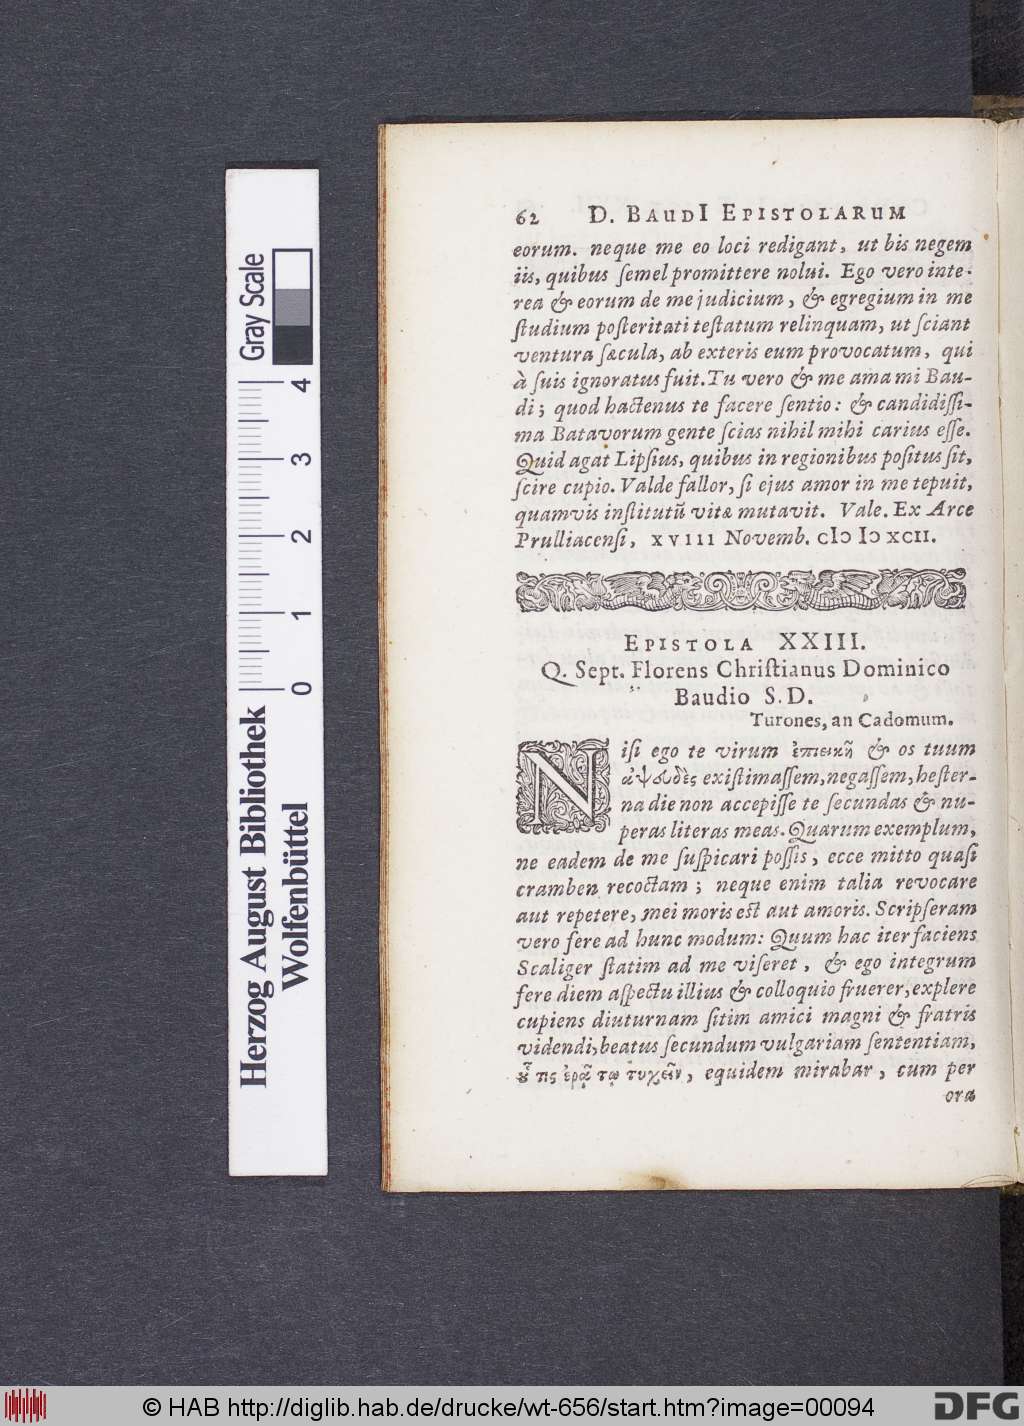 62 D. BAUDI EPISTOLARUM
eorum. neque me eo loci redigant, ut bis negem
iis, quibus ſemel promittere nolui. Ego vero inte-
rea & eorum de me judicium, & egregium in me
ſtudium poſteritati teſtatum relinquam, ut ſciant
ventura ſæcula, ab exteris eum provocatum, qui
à ſuis ignoratus fuit. Tu vero & me ama mi Bau-
di; quod hactenus te facere ſentio: & candidiſſi-
ma Batavorum gente ſcias nihil mihi carius eſſe.
Quid agat Lipſius, quibus in regionibus poſitus ſit,
ſcire cupio. Valde fallor, ſi ejus amor in me tepuit,
quamvis inſtitutũ vitæ mutavit. Vale. Ex Arce
Prulliacenſi, XVIII Novemb. CIↃ IↃ XCII.
EPISTOLA XXIII.
Q. Sept. Florens Chriſtianus Dominico
Baudio S. D.
Turones, an Cadomum.
Niſi ego te virum ἐπιεικῆ & os tuum
ἀψευδὲς exiſtimaſſem, negaſſem, heſter-
na die non accepiſſe te ſecundas & nu-
peras literas meas. Quarum exemplum,
ne eadem de me ſuſpicari poſſis, ecce mitto quaſi
cramben recoctam; neque enim talia revocare
aut repetere, mei moris est aut amoris. Scripſeram
vero fere ad hunc modum: Quum hac iter faciens
Scaliger ſtatim ad me viſeret, & ego integrum
fere diem aſpectu illius & colloquio fruerer, explere
cupiens diuturnam ſitim amici magni & fratris
videndi, beatus ſecundum vulgariam ſententiam,
οὗ τις ἐρᾷ τῳ τυχεῖν, equidem mirabar, cum per
oræ
Gray Scale
0 1 2 3 4
Herzog August Bibliothek
Wolfenbüttel
© HAB http://diglib.hab.de/drucke/wt-656/start.htm?image=00094
DFG